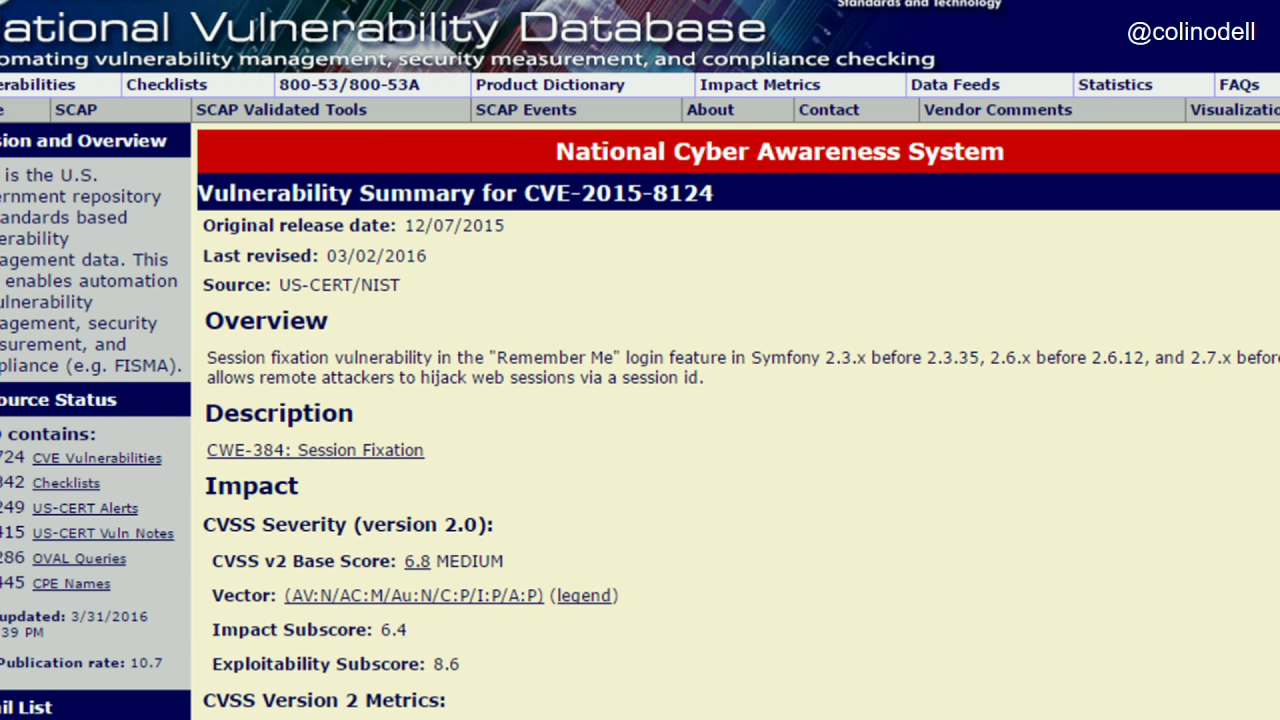 Standards and Technology
ational Vulnerability Database
@colinodell
omating vulnerability management, security measurement, and compliance checking
erabilities Checklists 800-53/800-53A Product Dictionary Impact Metrics Data Feeds Statistics FAQs
e SCAP SCAP Validated Tools SCAP Events About Contact Vendor Comments Visualizatio
sion and Overview
is the U.S.
ernment repository
tandards based
erability
agement data. This
enables automation
ulnerability
agement, security
surement, and
pliance (e.g. FISMA).
ource Status
contains:
724 CVE Vulnerabilities
342 Checklists
249 US-CERT Alerts
415 US-CERT Vuln Notes
286 OVAL Queries
445 CPE Names
updated: 3/31/2016
39 PM
Publication rate: 10.7
il List
National Cyber Awareness System
Vulnerability Summary for CVE-2015-8124
Original release date: 12/07/2015
Last revised: 03/02/2016
Source: US-CERT/NIST
Overview
Session fixation vulnerability in the "Remember Me" login feature in Symfony 2.3.x before 2.3.35, 2.6.x before 2.6.12, and 2.7.x before
allows remote attackers to hijack web sessions via a session id.
Description
CWE-384: Session Fixation
Impact
CVSS Severity (version 2.0):
CVSS v2 Base Score: 6.8 MEDIUM
Vector: (AV:N/AC:M/Au:N/C:P/I:P/A:P) (legend)
Impact Subscore: 6.4
Exploitability Subscore: 8.6
CVSS Version 2 Metrics: